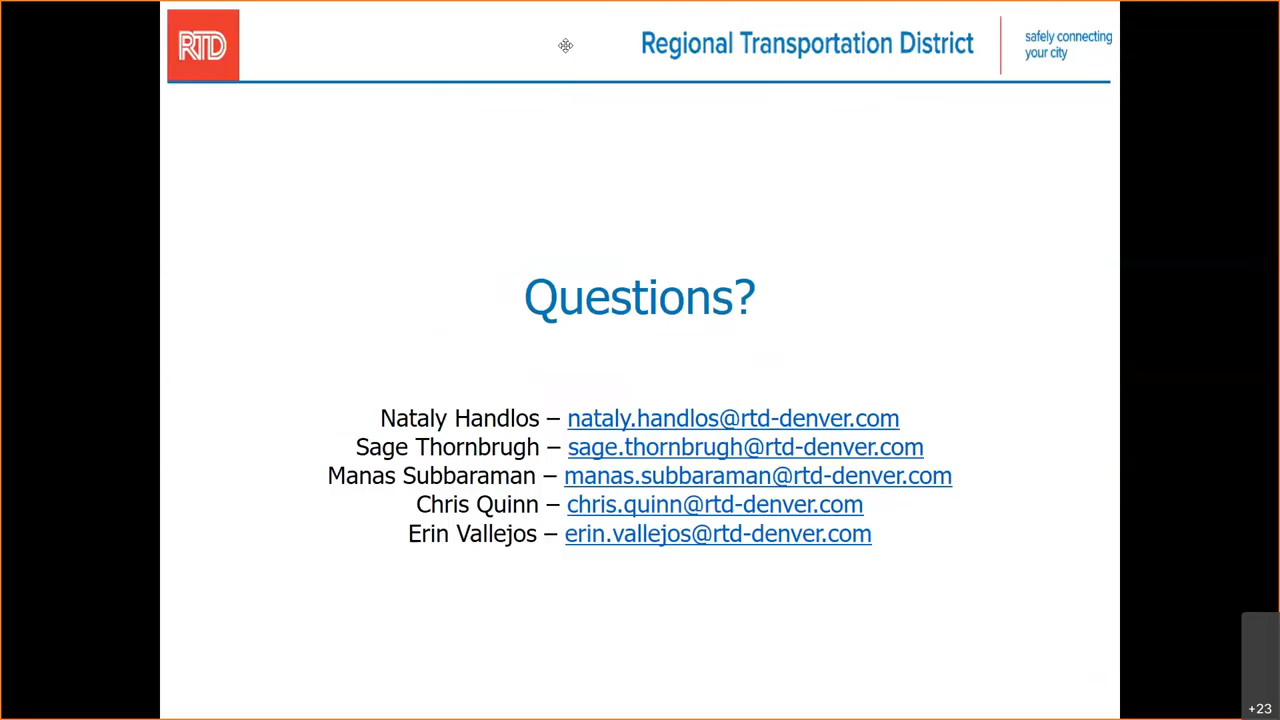 RTD
Regional Transportation District
safely connecting
your city
Questions?
Nataly Handlos – nataly.handlos@rtd-denver.com
Sage Thornbrugh – sage.thornbrugh@rtd-denver.com
Manas Subbaraman – manas.subbaraman@rtd-denver.com
Chris Quinn – chris.quinn@rtd-denver.com
Erin Vallejos – erin.vallejos@rtd-denver.com
+23